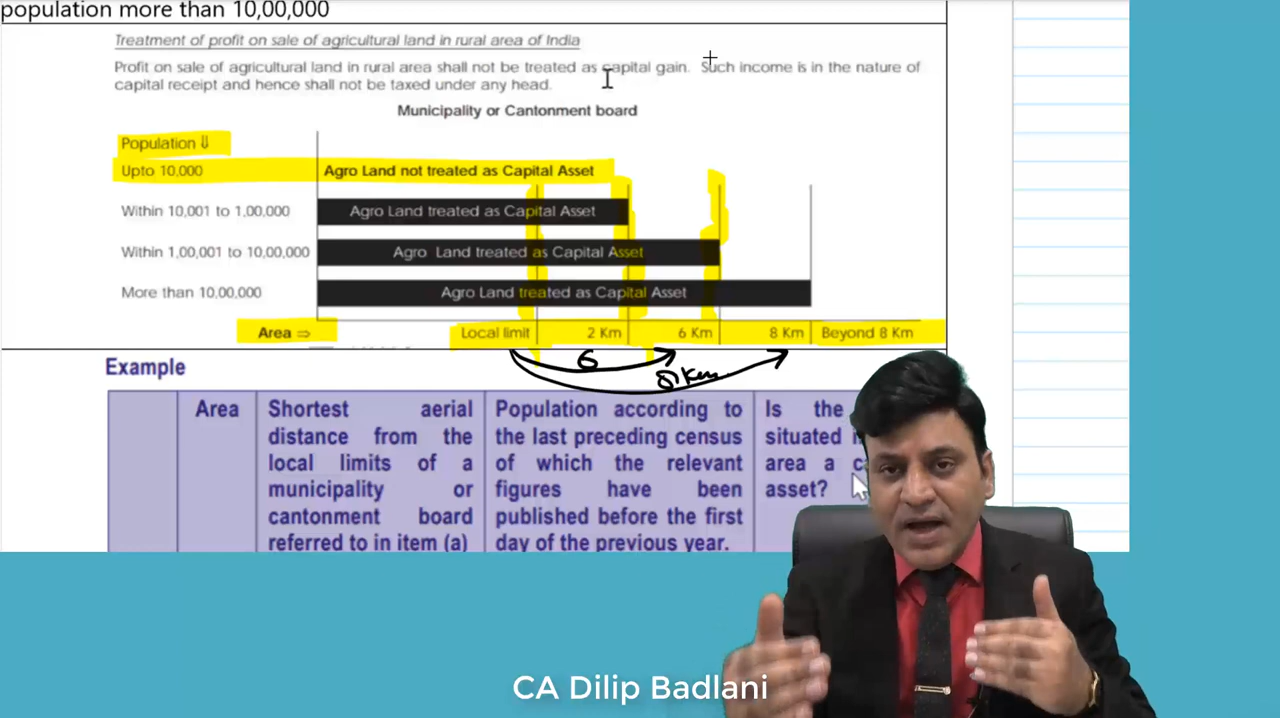 population more than 10,00,000
Treatment of profit on sale of agricultural land in rural area of India
Profit on sale of agricultural land in rural area shall not be treated as capital gain. Such income is in the nature of
capital receipt and hence shall not be taxed under any head.
Municipality or Cantonment board
Population ⇓
Upto 10,000 Agro Land not treated as Capital Asset
Within 10,001 to 1,00,000 Agro Land treated as Capital Asset
Within 1,00,001 to 10,00,000 Agro Land treated as Capital Asset
More than 10,00,000 Agro Land treated as Capital Asset
Area ⇒ Local limit 2 Km 6 Km 8 Km Beyond 8 Km
6
8 Km
Example
Area
Shortest aerial
distance from the
local limits of a
municipality or
cantonment board
referred to in item (a)
Population according to
the last preceding census
of which the relevant
figures have been
published before the first
day of the previous year.
Is the
situated
area a
asset?
CA Dilip Badlani